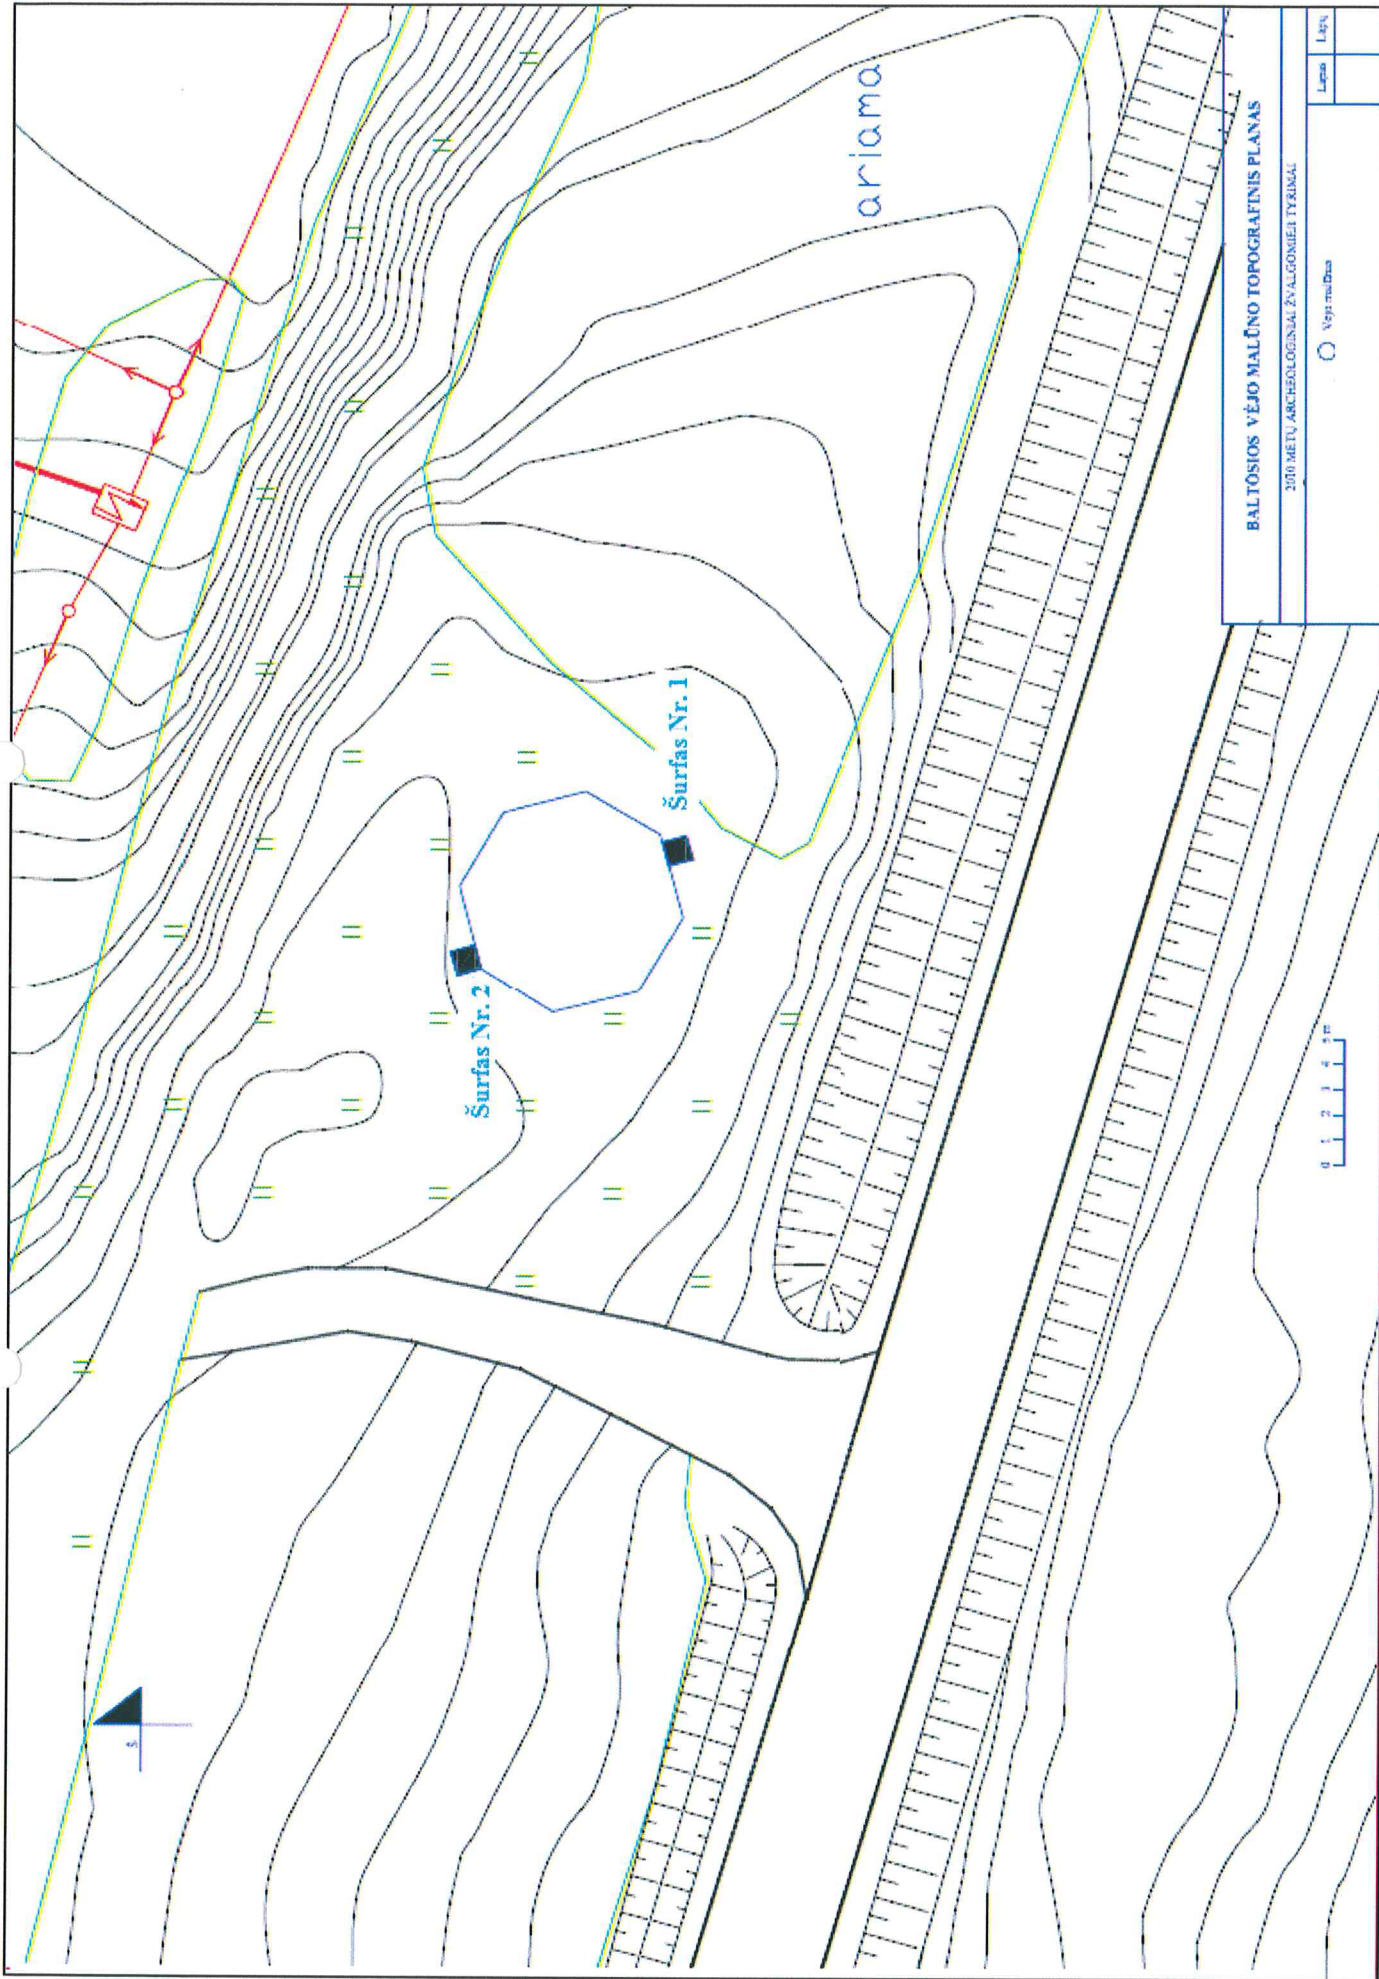 ariama
Šurfas Nr. 1
Šurfas Nr. 2
Š
0 1 2 3 4 5 m
BALTOSIOS VĖJO MALŪNO TOPOGRAFINIS PLANAS
2010 METŲ ARCHEOLOGINIAI ŽVALGOMIEJI TYRIMAI
Vėjo malūnas
Lapas Lapų